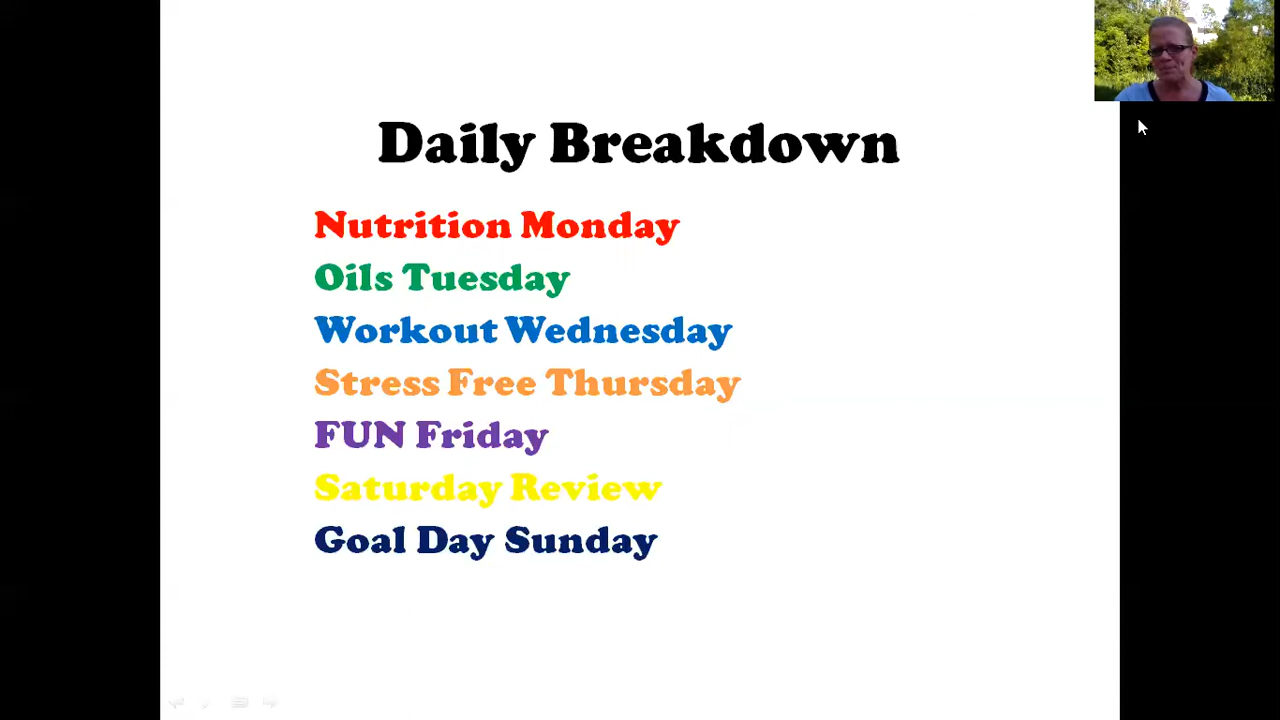 Daily Breakdown
Nutrition Monday
Oils Tuesday
Workout Wednesday
Stress Free Thursday
FUN Friday
Saturday Review
Goal Day Sunday